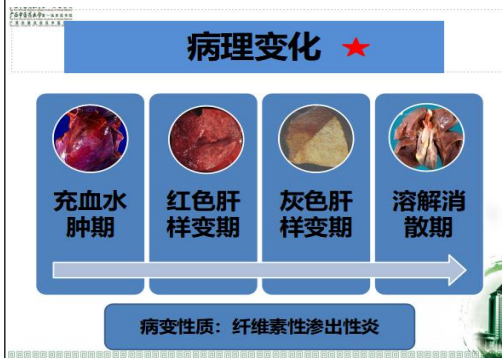 病理变化
充血水
肿期
红色肝
样变期
灰色肝
样变期
溶解消
散期
病变性质：纤维素性渗出性炎